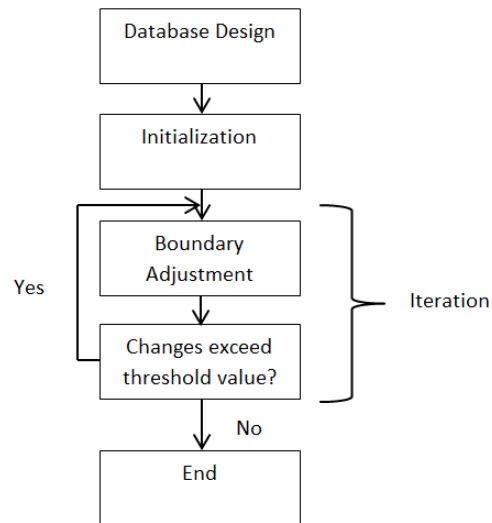 Database Design
Initialization
Boundary
Adjustment
Yes
Iteration
Changes exceed
threshold value?
No
End